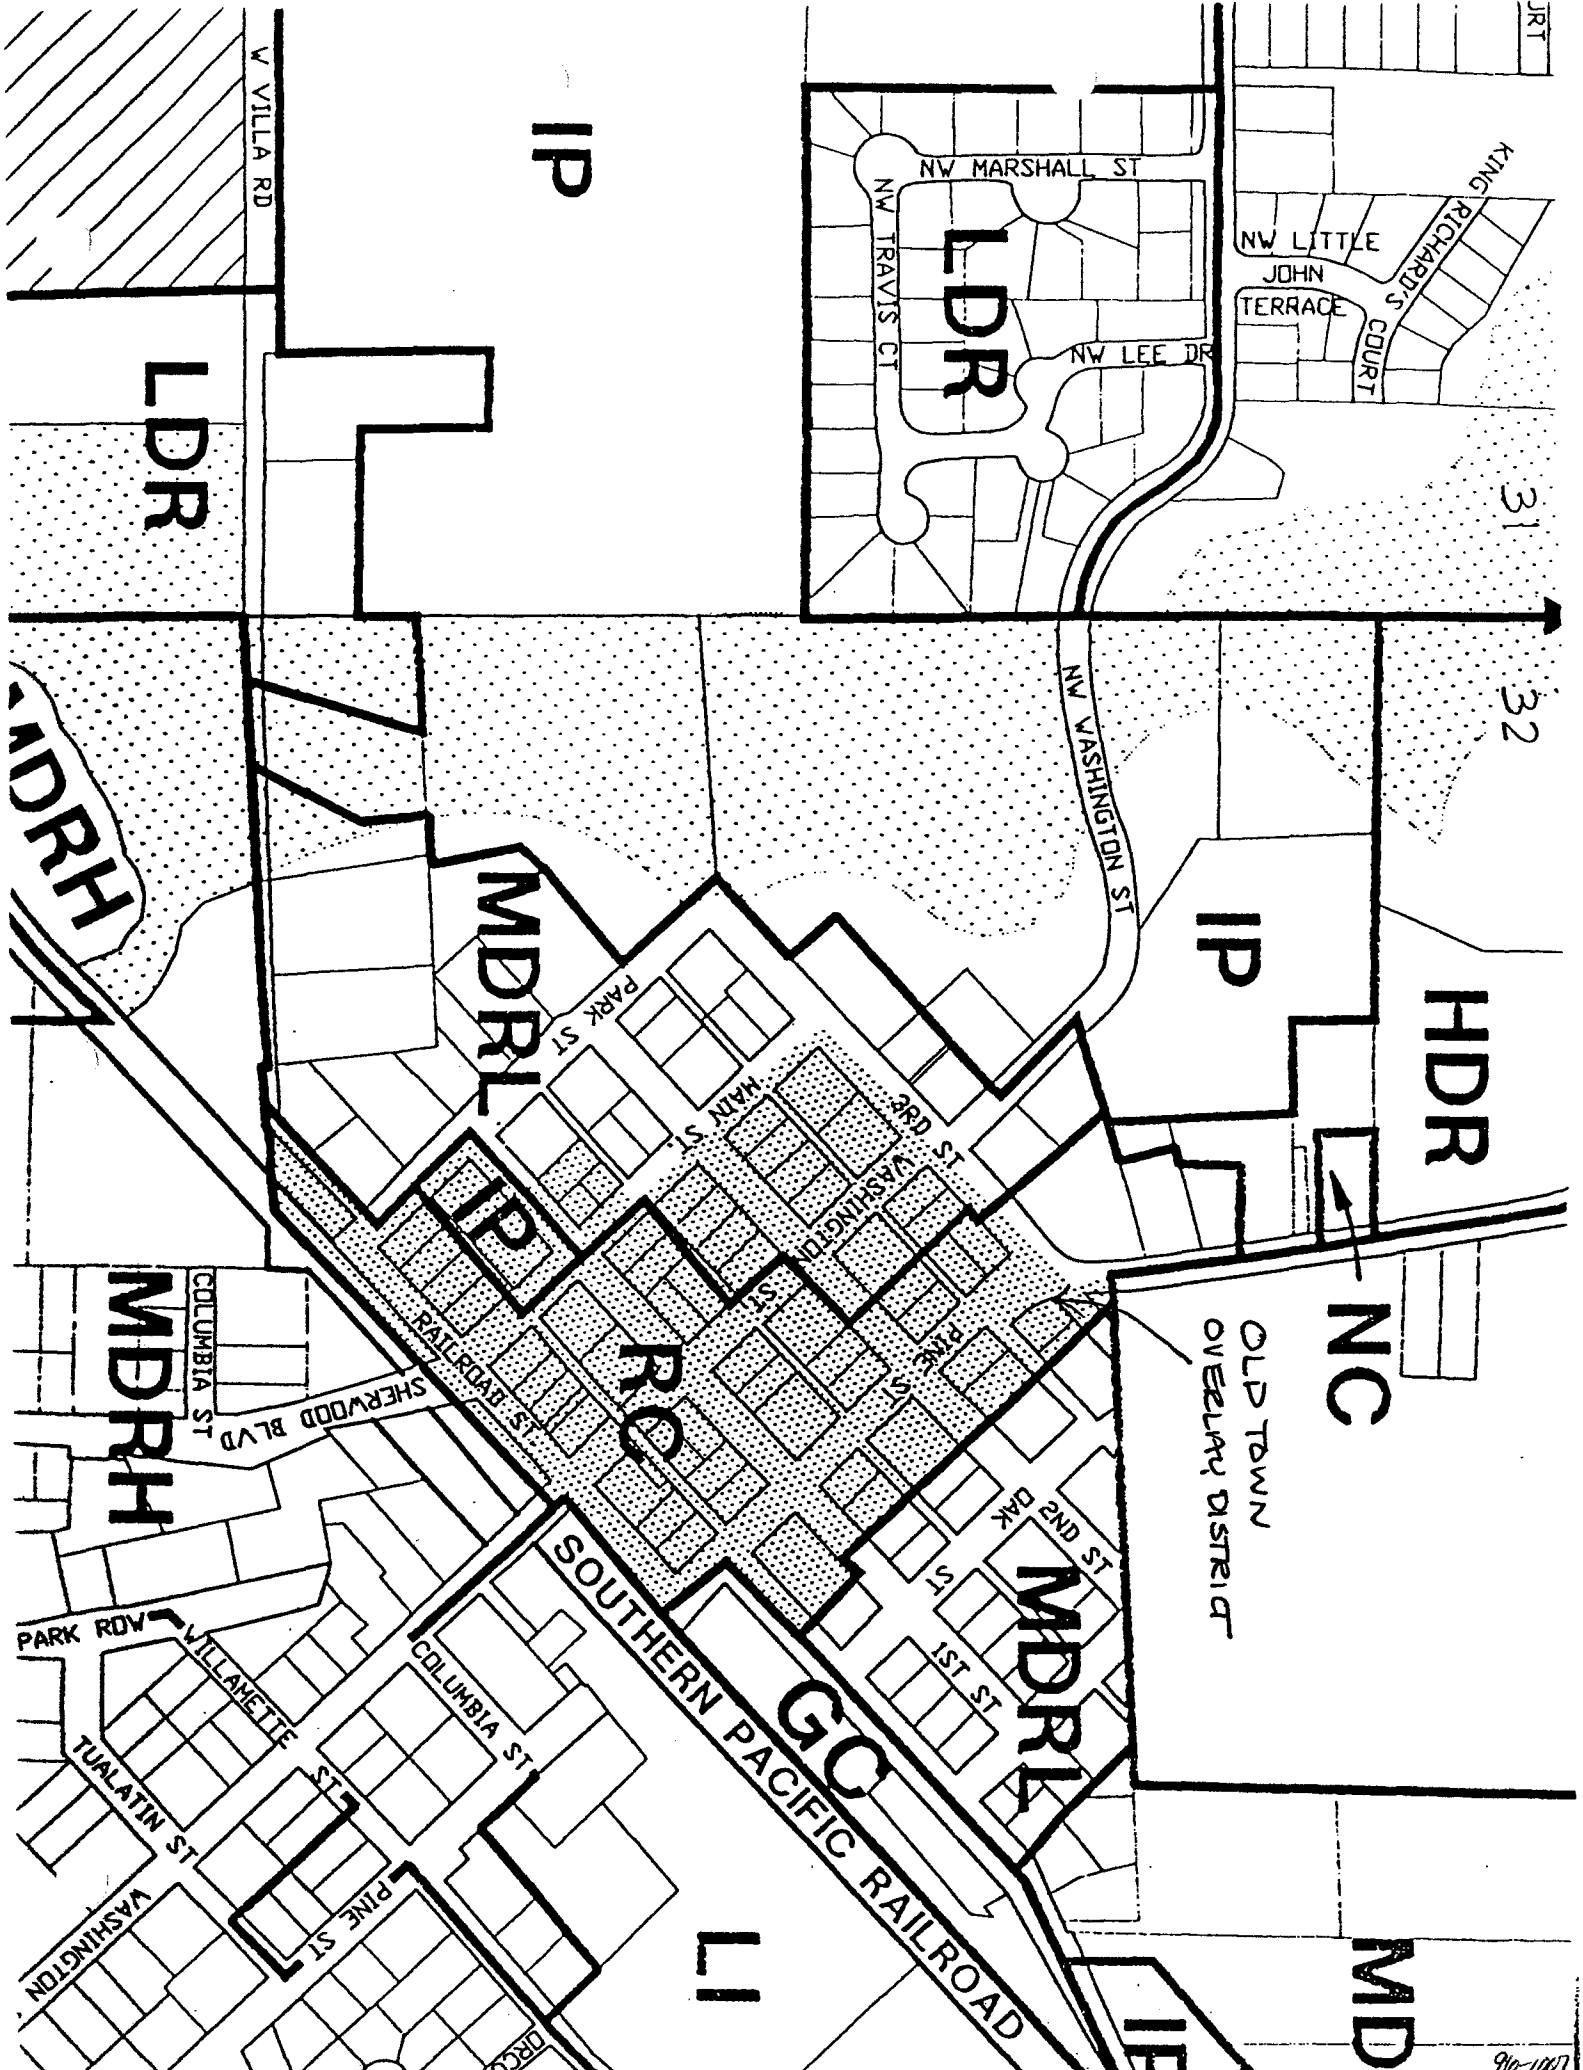 W VILLA RD
IP
NW MARSHALL ST
NW TRAVIS CT
LDR
NW LEE DR
KING RICHARD'S
COURT
NW LITTLE
JOHN
TERRACE
31
32
LDR
NW WASHINGTON ST
MDRH
MDRL
IP
HDR
PARK ST
MAIN ST
3RD ST
WASHINGTON ST
PINE ST
IP
RC
RAILROAD ST
NC
OLD TOWN
OVERLAY DISTRICT
MDRH
COLUMBIA ST
SHERWOOD BLVD
OAK ST
2ND ST
1ST ST
MDRL
GC
SOUTHERN PACIFIC RAILROAD
PARK ROW
WILLAMETTE ST
COLUMBIA ST
TUALATIN ST
PINE ST
WASHINGTON
LI
MD